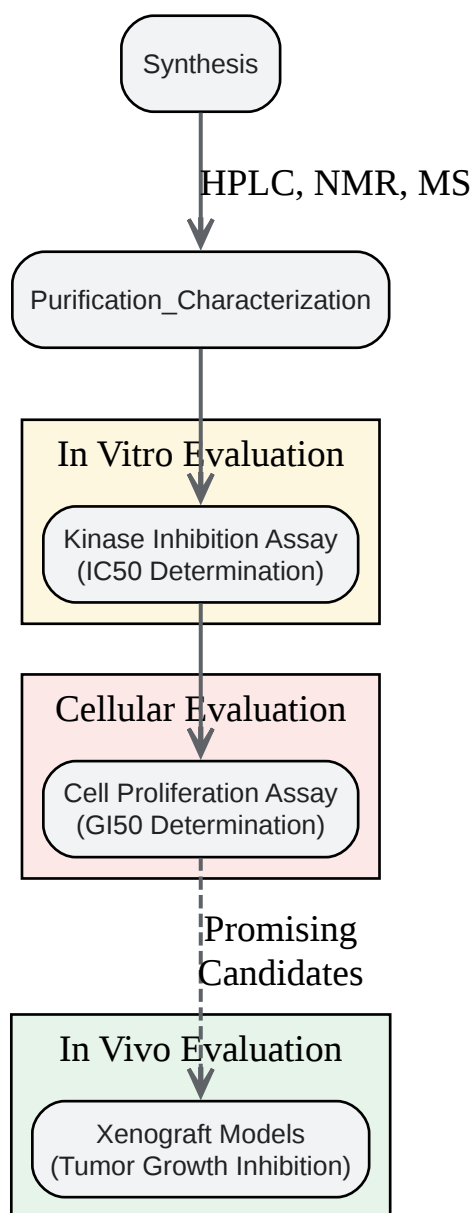 Synthesis
HPLC, NMR, MS
Purification_Characterization
In Vitro Evaluation
Kinase Inhibition Assay
(IC50 Determination)
Cellular Evaluation
Cell Proliferation Assay
(GI50 Determination)
Promising
Candidates
In Vivo Evaluation
Xenograft Models
(Tumor Growth Inhibition)